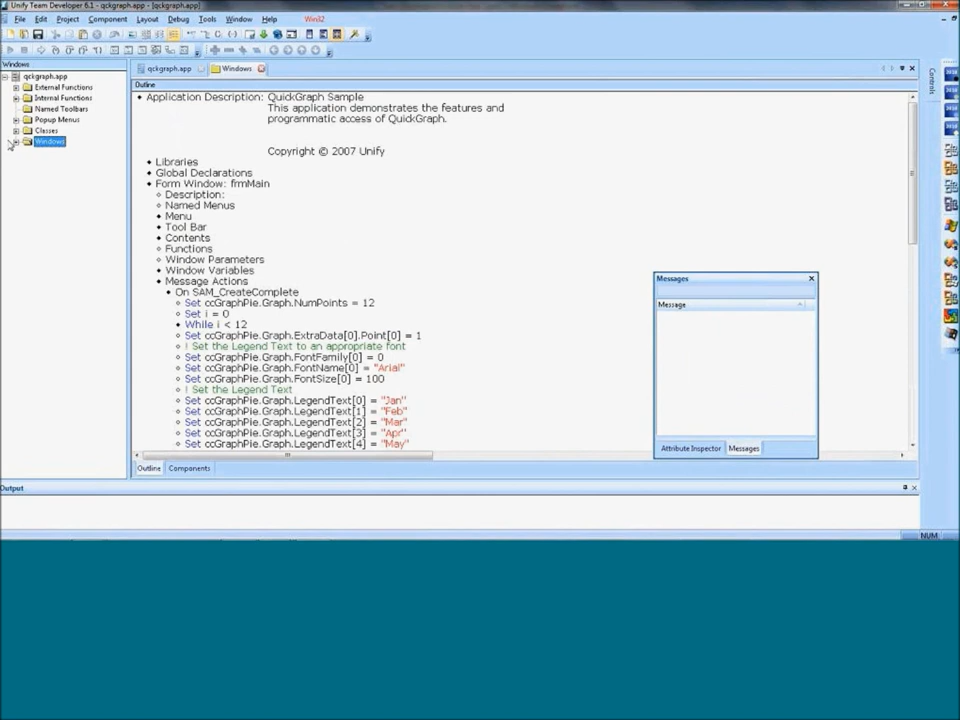 Unify Team Developer 6.1 - qckgraph.app - [qckgraph.app]
File Edit Project Component Layout Debug Tools Window Help Win32
Windows
qckgraph.app
External Functions
Internal Functions
Named Toolbars
Popup Menus
Classes
Windows
qckgraph.app Windows
Outline
Application Description: QuickGraph Sample
This application demonstrates the features and
programmatic access of QuickGraph.
Copyright © 2007 Unify
Libraries
Global Declarations
Form Window: frmMain
Description:
Named Menus
Menu
Tool Bar
Contents
Functions
Window Parameters
Window Variables
Message Actions
On SAM_CreateComplete
Set ccGraphPie.Graph.NumPoints = 12
Set i = 0
While i < 12
Set ccGraphPie.Graph.ExtraData[0].Point[0] = 1
! Set the Legend Text to an appropriate font
Set ccGraphPie.Graph.FontFamily[0] = 0
Set ccGraphPie.Graph.FontName[0] = "Arial"
Set ccGraphPie.Graph.FontSize[0] = 100
! Set the Legend Text
Set ccGraphPie.Graph.LegendText[0] = "Jan"
Set ccGraphPie.Graph.LegendText[1] = "Feb"
Set ccGraphPie.Graph.LegendText[2] = "Mar"
Set ccGraphPie.Graph.LegendText[3] = "Apr"
Set ccGraphPie.Graph.LegendText[4] = "May"
Outline Components
Messages
Message
Attribute Inspector Messages
Controls
Output
NUM